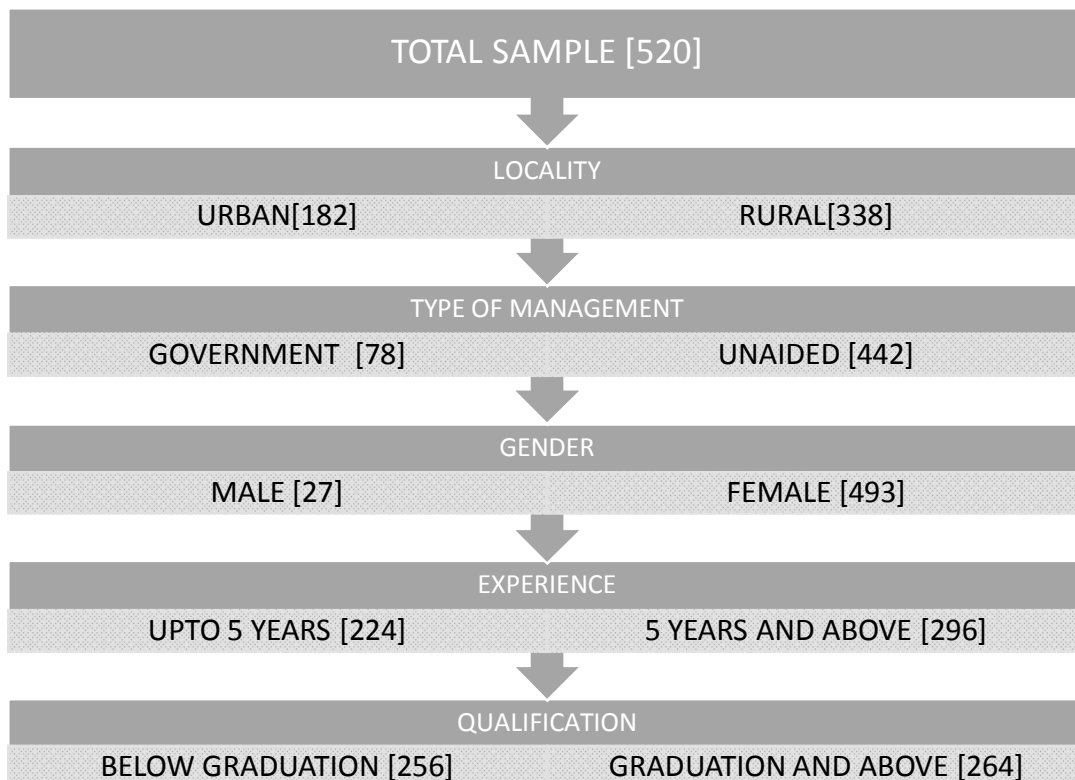 TOTAL SAMPLE [520]
LOCALITY
URBAN[182] RURAL[338]
TYPE OF MANAGEMENT
GOVERNMENT [78] UNAIDED [442]
GENDER
MALE [27] FEMALE [493]
EXPERIENCE
UPTO 5 YEARS [224] 5 YEARS AND ABOVE [296]
QUALIFICATION
BELOW GRADUATION [256] GRADUATION AND ABOVE [264]